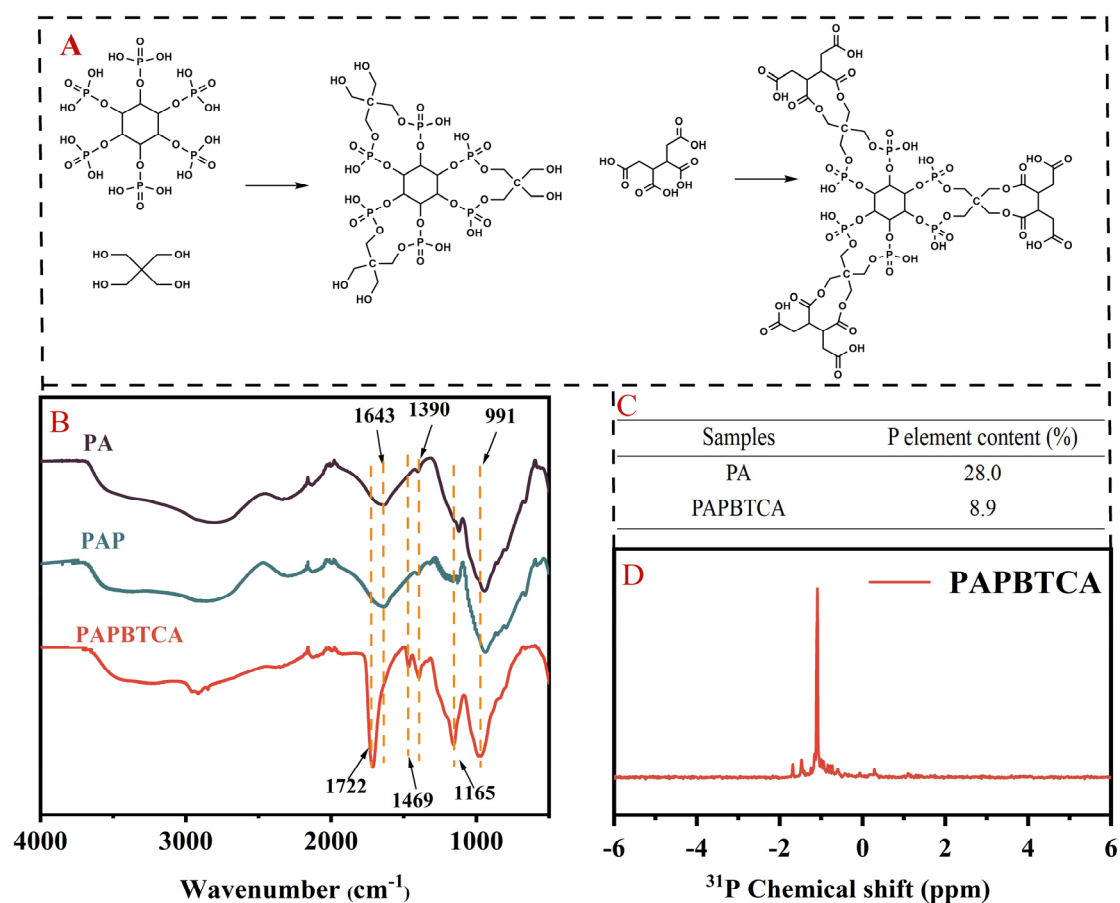 A
B
1643
1390
991
PA
PAP
PAPBTCA
1722
1469
1165
4000
3000
2000
1000
Wavenumber (cm⁻¹)
C
Samples
P element content (%)
PA
28.0
PAPBTCA
8.9
D
PAPBTCA
-6
-4
-2
0
2
4
6
³¹P Chemical shift (ppm)